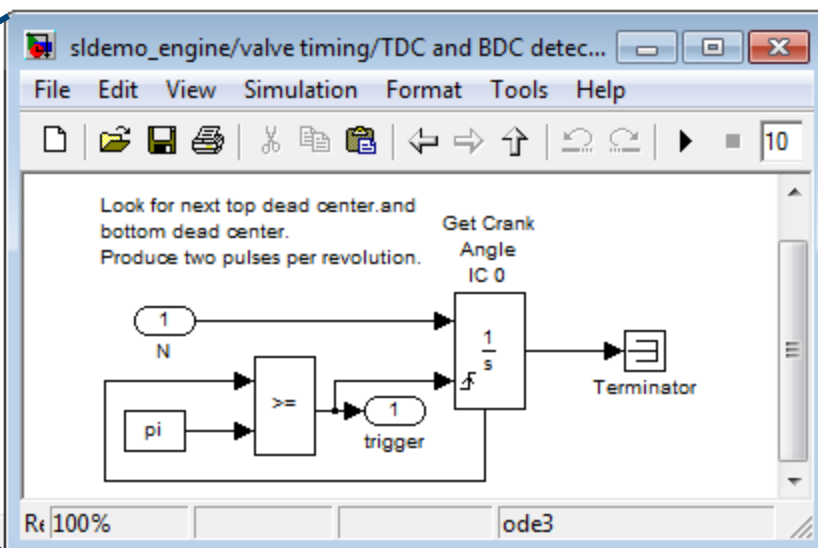 sldemo_engine/valve timing/TDC and BDC detec...
File Edit View Simulation Format Tools Help
10
Look for next top dead center.and
bottom dead center.
Produce two pulses per revolution.
Get Crank
Angle
IC 0
1
N
1
s
>=
pi
1
trigger
Terminator
100%
ode3